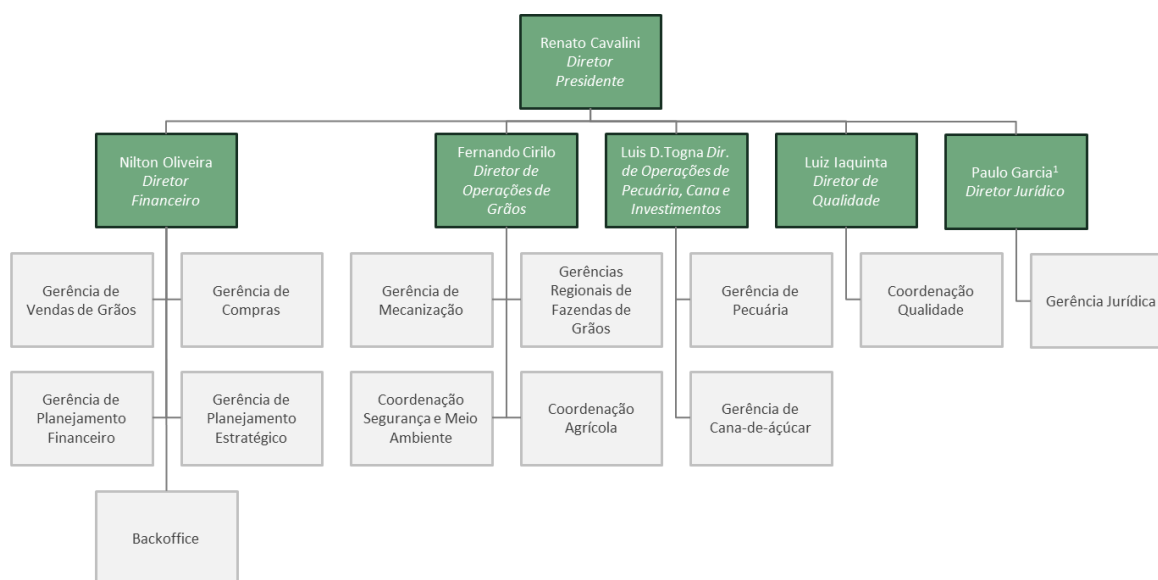 Renato Cavalini
Diretor
Presidente
Nilton Oliveira
Diretor
Financeiro
Fernando Cirilo
Diretor de
Operações de
Grãos
Luis D.Togna Dir.
de Operações de
Pecuária, Cana e
Investimentos
Luiz Iaquinta
Diretor de
Qualidade
Paulo Garcia¹
Diretor Jurídico
Gerência de
Vendas de Grãos
Gerência de
Compras
Gerência de
Mecanização
Gerências
Regionais de
Fazendas de
Grãos
Gerência de
Pecuária
Coordenação
Qualidade
Gerência Jurídica
Gerência de
Planejamento
Financeiro
Gerência de
Planejamento
Estratégico
Coordenação
Segurança e Meio
Ambiente
Coordenação
Agrícola
Gerência de
Cana-de-áçúcar
Backoffice